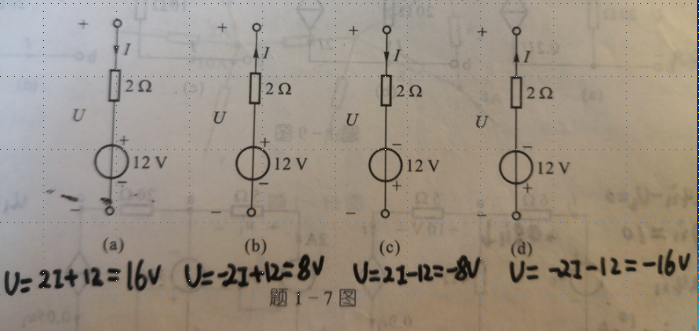 + + + +
I I I I
2Ω 2Ω 2Ω 2Ω
U U U U
+ + − −
12 V 12 V 12 V 12 V
− − + +
− − − −
(a) (b) (c) (d)
U=2I+12=16V U=-2I+12=8V U=2I-12=-8V U=-2I-12=-16V
题 1-7 图